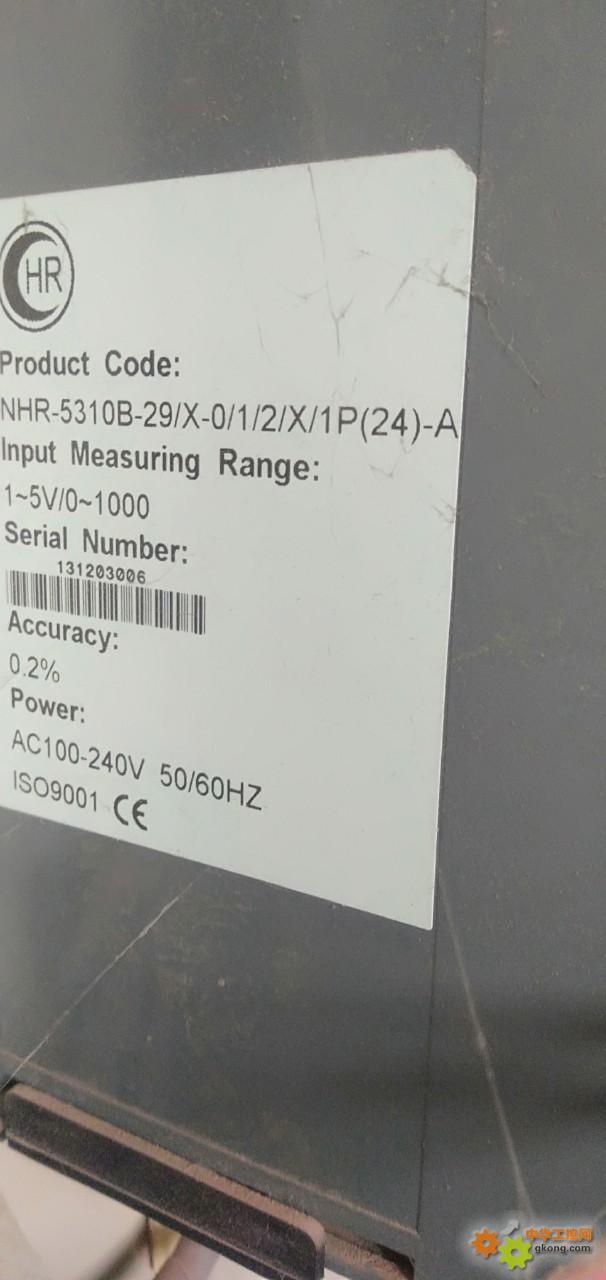 HR
Product Code:
NHR-5310B-29/X-0/1/2/X/1P(24)-A
Input Measuring Range:
1~5V/0~1000
Serial Number:
131203006
Accuracy:
0.2%
Power:
AC100-240V 50/60HZ
ISO9001 CE
中华工控网
gkong.com